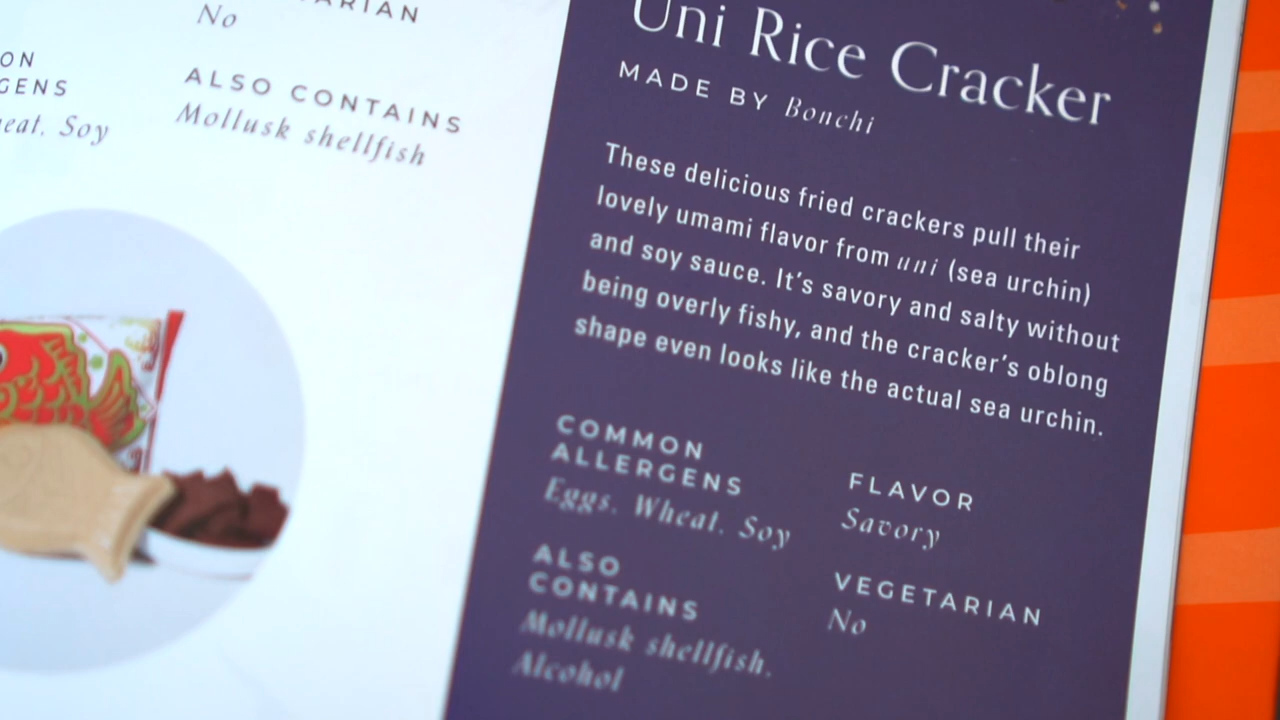 No
ALSO CONTAINS
Mollusk shellfish
Soy
Uni Rice Cracker
MADE BY Bonchi
These delicious fried crackers pull their
lovely umami flavor from uni (sea urchin)
and soy sauce. It's savory and salty without
being overly fishy, and the cracker's oblong
shape even looks like the actual sea urchin.
COMMON
ALLERGENS
Eggs, Wheat, Soy
ALSO
CONTAINS
Mollusk shellfish,
Alcohol
FLAVOR
Savory
VEGETARIAN
No